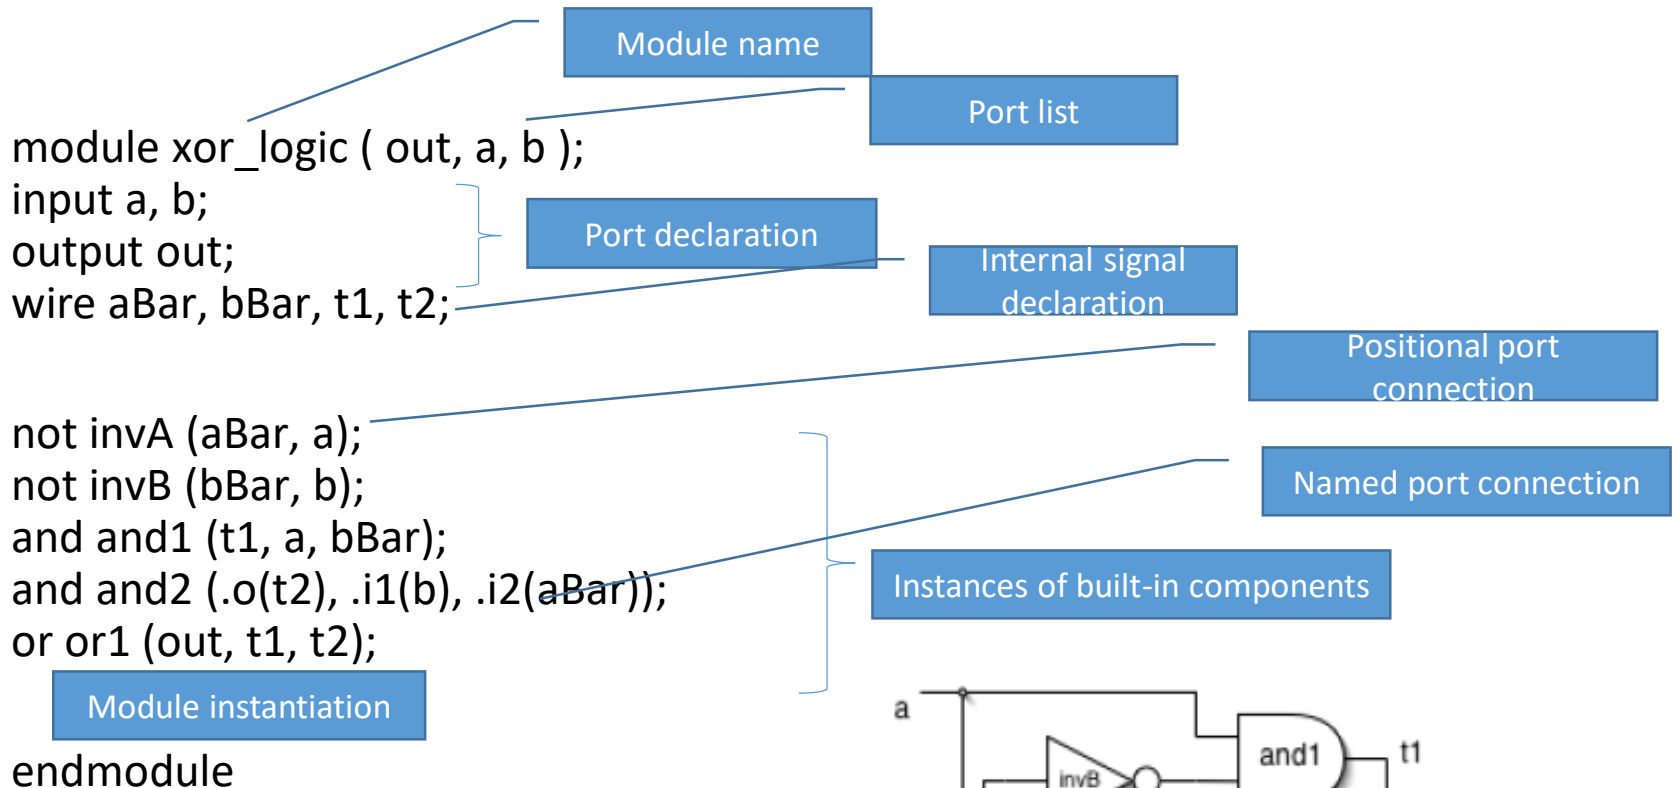 Module name
Port list
module xor_logic ( out, a, b );
input a, b;
Port declaration
output out;
Internal signal
declaration
wire aBar, bBar, t1, t2;
Positional port
connection
not invA (aBar, a);
not invB (bBar, b);
Named port connection
and and1 (t1, a, bBar);
and and2 (.o(t2), .i1(b), .i2(aBar));
Instances of built-in components
or or1 (out, t1, t2);
Module instantiation
endmodule
a
and1
t1
invB